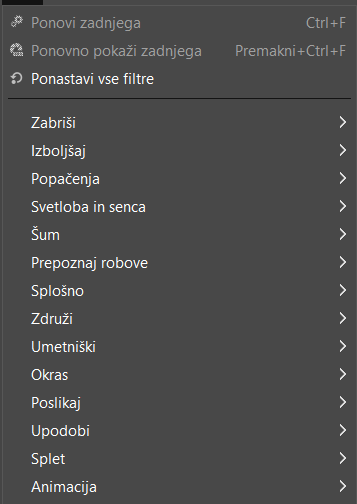 Ponovi zadnjega Ctrl+F
Ponovno pokaži zadnjega Premakni+Ctrl+F
Ponastavi vse filtre
Zabriši
Izboljšaj
Popačenja
Svetloba in senca
Šum
Prepoznaj robove
Splošno
Združi
Umetniški
Okras
Poslikaj
Upodobi
Splet
Animacija